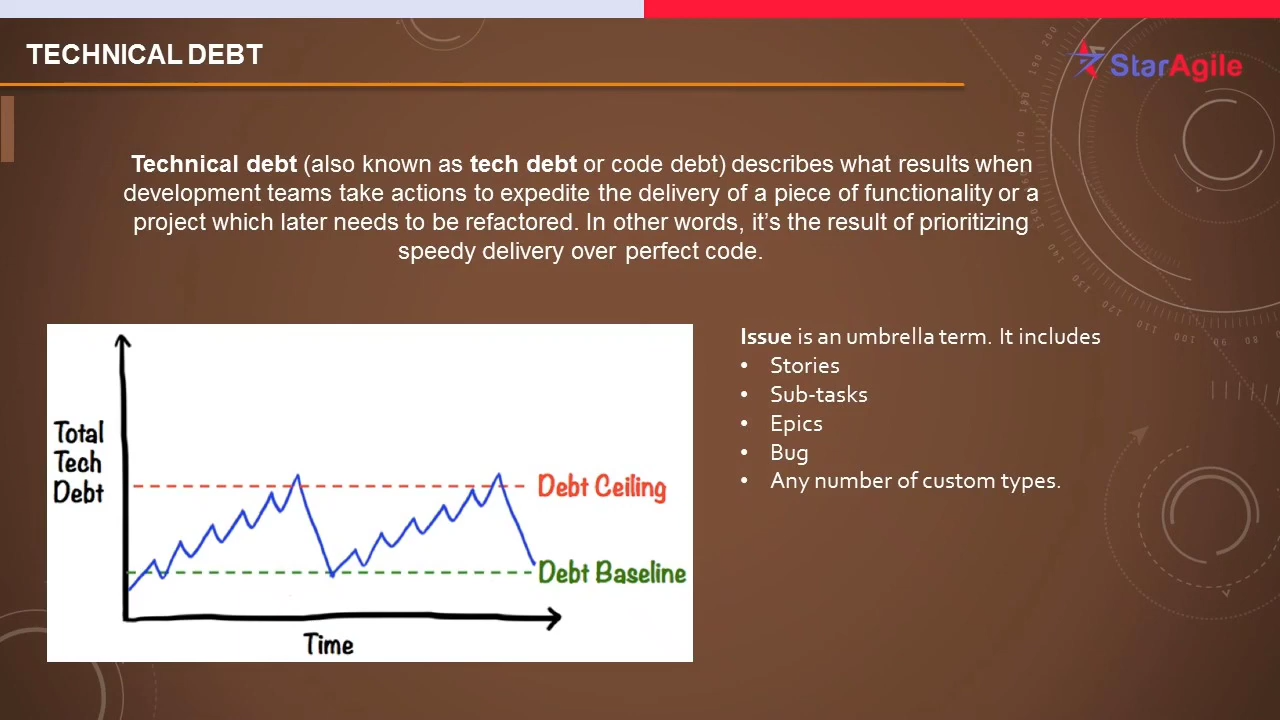 TECHNICAL DEBT
StarAgile
Technical debt (also known as tech debt or code debt) describes what results when
development teams take actions to expedite the delivery of a piece of functionality or a
project which later needs to be refactored. In other words, it’s the result of prioritizing
speedy delivery over perfect code.
Total
Tech
Debt
Debt Ceiling
Debt Baseline
Time
Issue is an umbrella term. It includes
• Stories
• Sub-tasks
• Epics
• Bug
• Any number of custom types.